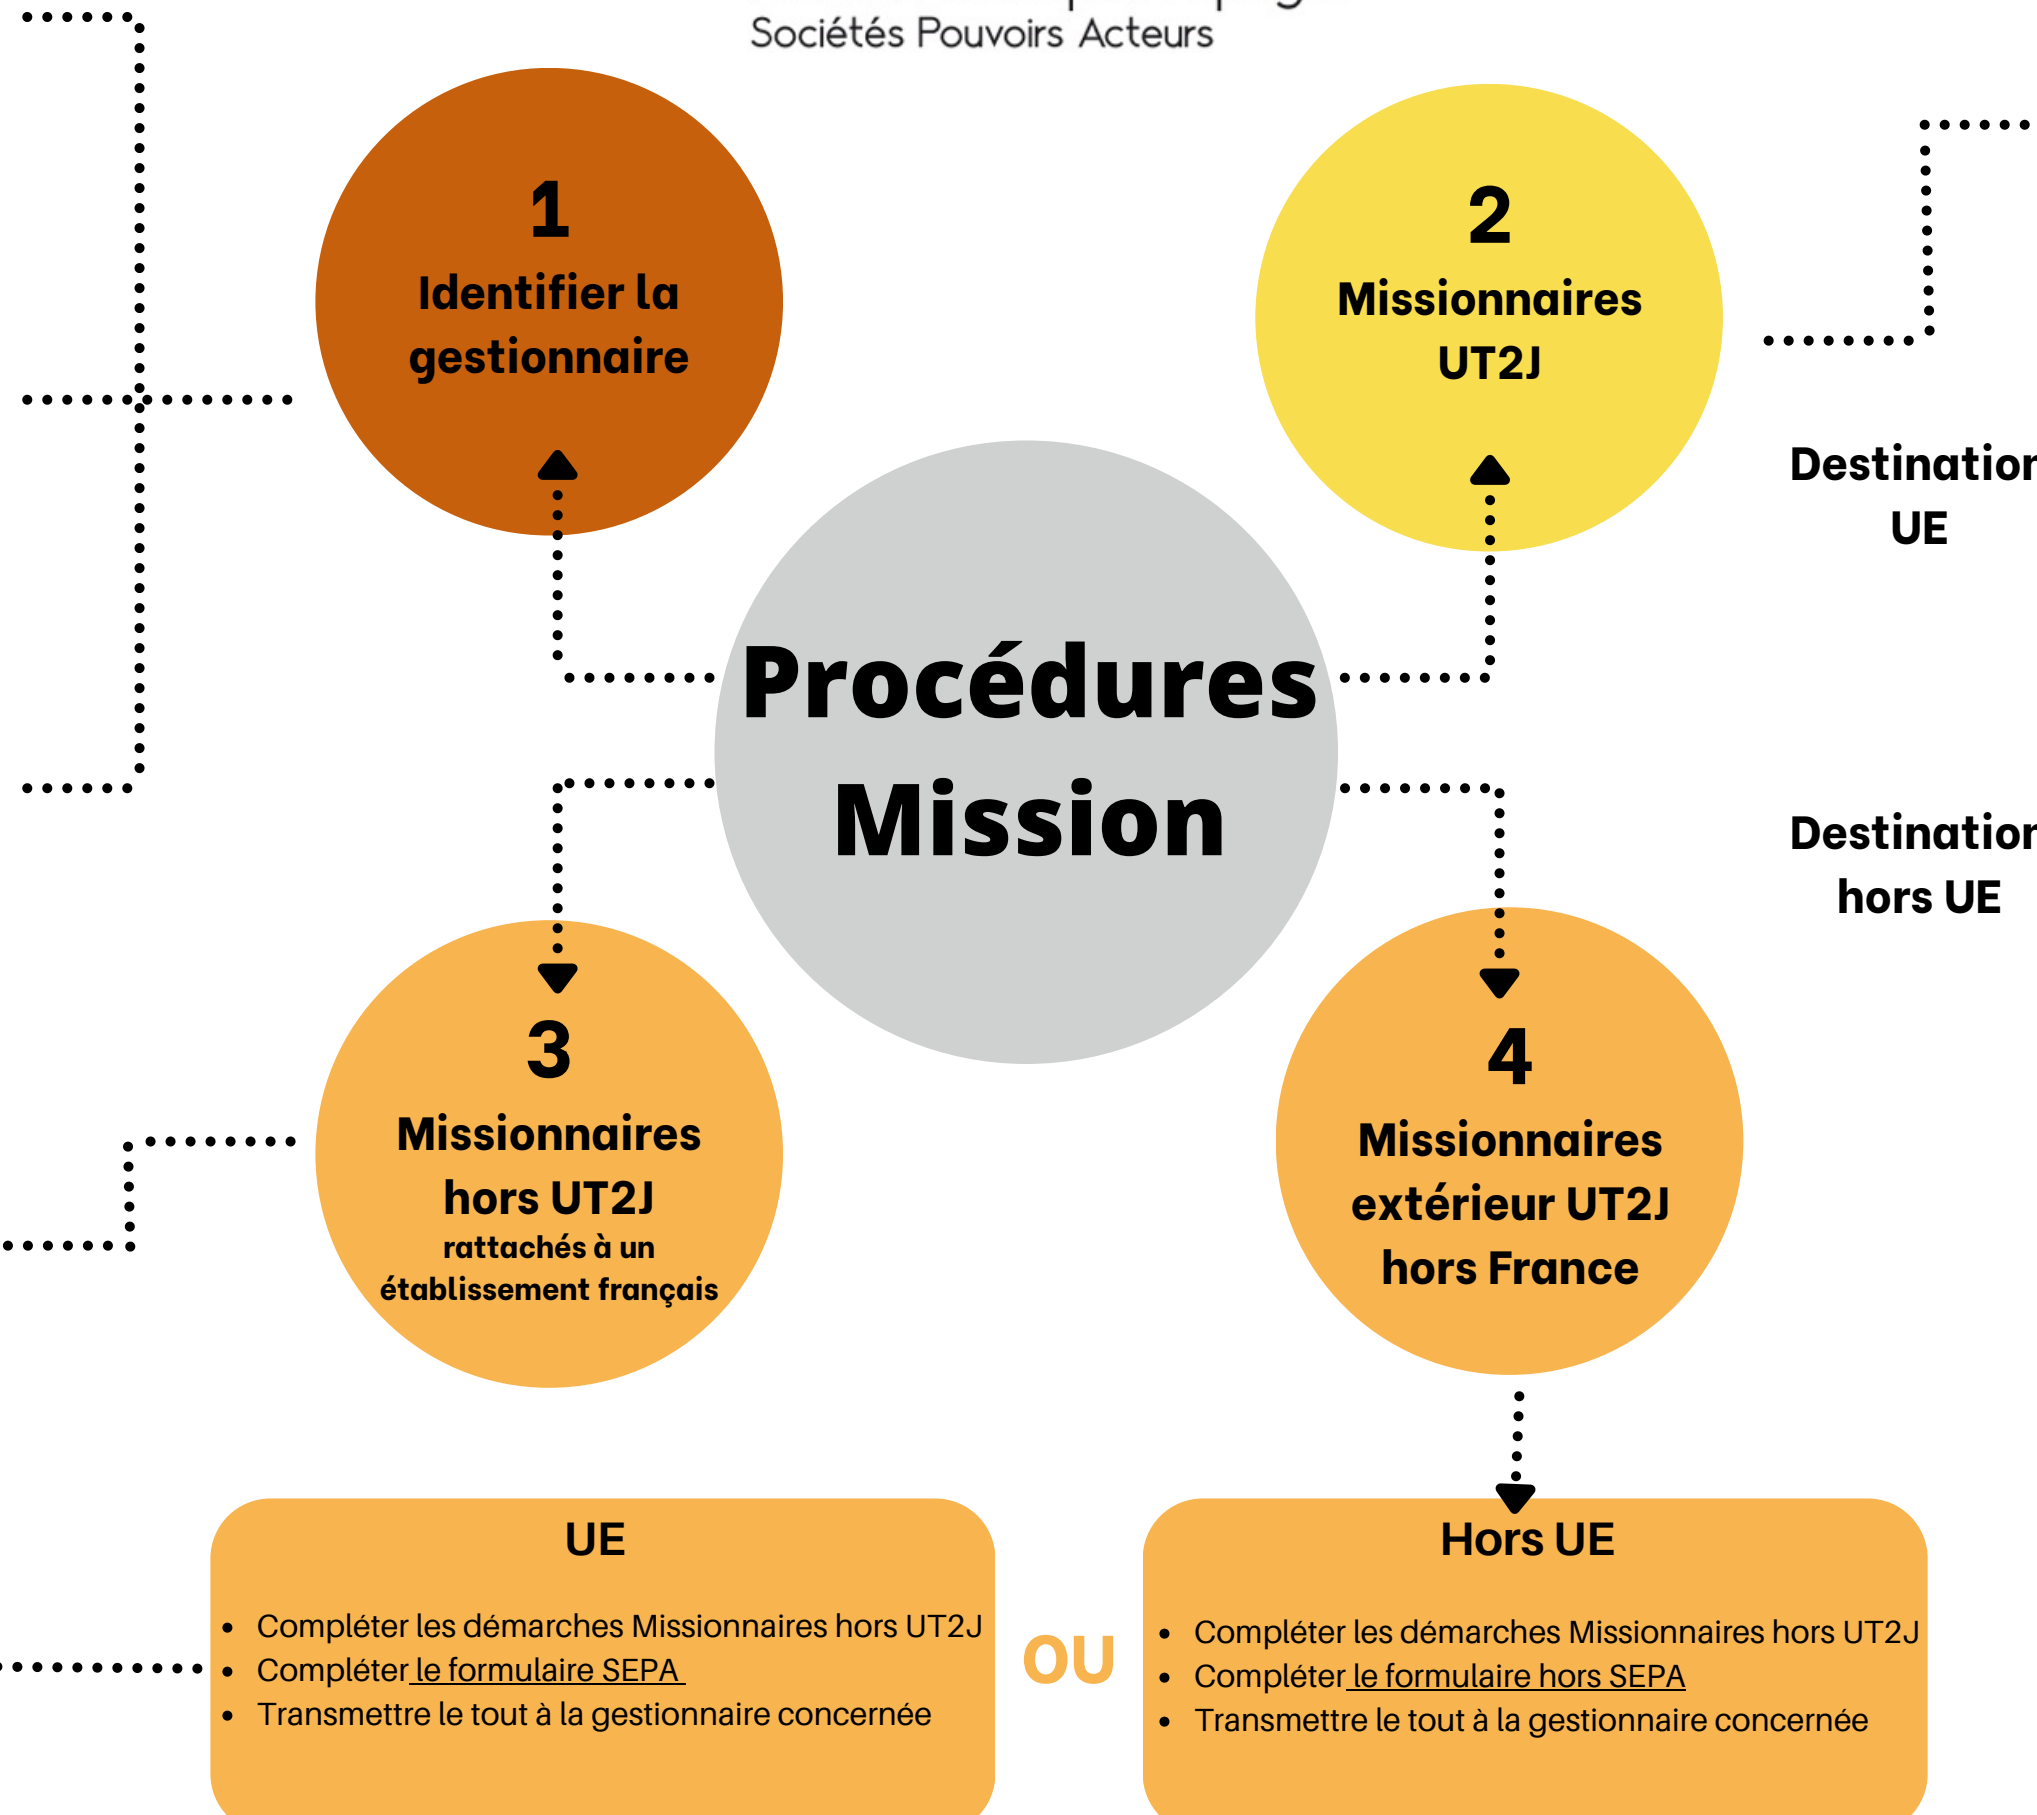 Sociétés Pouvoirs Acteurs
1
Identifier la
gestionnaire
2
Missionnaires
UT2J
Destination
UE
Procédures
Mission
Destination
hors UE
3
Missionnaires
hors UT2J
rattachés à un
établissement français
4
Missionnaires
extérieur UT2J
hors France
UE
• Compléter les démarches Missionnaires hors UT2J
• Compléter le formulaire SEPA
• Transmettre le tout à la gestionnaire concernée
OU
Hors UE
• Compléter les démarches Missionnaires hors UT2J
• Compléter le formulaire hors SEPA
• Transmettre le tout à la gestionnaire concernée